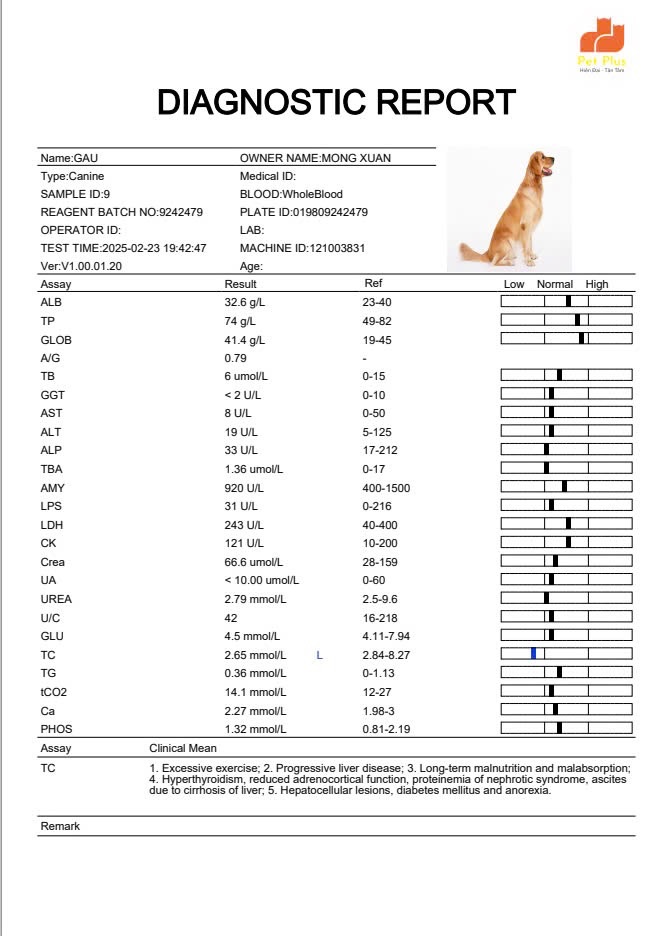 Pet Plus
Hiện Đại - Tận Tâm
DIAGNOSTIC REPORT
Name:GAU OWNER NAME:MONG XUAN
Type:Canine Medical ID:
SAMPLE ID:9 BLOOD:WholeBlood
REAGENT BATCH NO:9242479 PLATE ID:019809242479
OPERATOR ID: LAB:
TEST TIME:2025-02-23 19:42:47 MACHINE ID:121003831
Ver:V1.00.01.20 Age:
Assay Result Ref Low Normal High
ALB 32.6 g/L 23-40
TP 74 g/L 49-82
GLOB 41.4 g/L 19-45
A/G 0.79 -
TB 6 umol/L 0-15
GGT < 2 U/L 0-10
AST 8 U/L 0-50
ALT 19 U/L 5-125
ALP 33 U/L 17-212
TBA 1.36 umol/L 0-17
AMY 920 U/L 400-1500
LPS 31 U/L 0-216
LDH 243 U/L 40-400
CK 121 U/L 10-200
Crea 66.6 umol/L 28-159
UA < 10.00 umol/L 0-60
UREA 2.79 mmol/L 2.5-9.6
U/C 42 16-218
GLU 4.5 mmol/L 4.11-7.94
TC 2.65 mmol/L L 2.84-8.27
TG 0.36 mmol/L 0-1.13
tCO2 14.1 mmol/L 12-27
Ca 2.27 mmol/L 1.98-3
PHOS 1.32 mmol/L 0.81-2.19
Assay Clinical Mean
TC 1. Excessive exercise; 2. Progressive liver disease; 3. Long-term malnutrition and malabsorption;
4. Hyperthyroidism, reduced adrenocortical function, proteinemia of nephrotic syndrome, ascites
due to cirrhosis of liver; 5. Hepatocellular lesions, diabetes mellitus and anorexia.
Remark